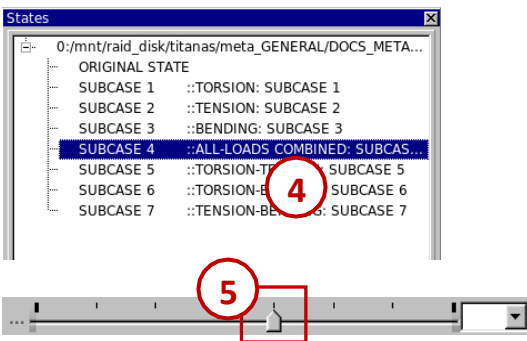 States
0:/mnt/raid_disk/titanas/meta_GENERAL/DOCS_META...
ORIGINAL STATE
SUBCASE 1 ::TORSION: SUBCASE 1
SUBCASE 2 ::TENSION: SUBCASE 2
SUBCASE 3 ::BENDING: SUBCASE 3
SUBCASE 4 ::ALL-LOADS COMBINED: SUBCAS...
SUBCASE 5 ::TORSION-TE SUBCASE 5
SUBCASE 6 ::TORSION-B SUBCASE 6
SUBCASE 7 ::TENSION-BE G: SUBCASE 7
4
5
...